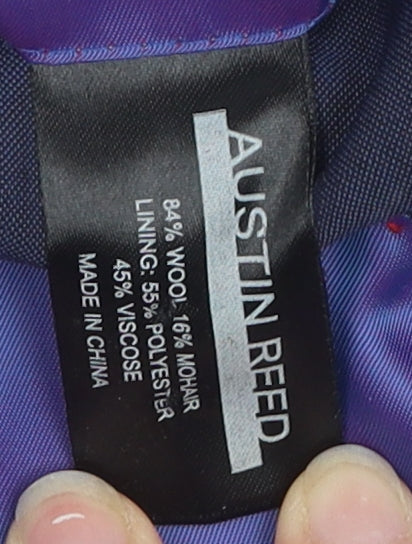 AUSTIN REED
84% WOOL 16% MOHAIR
LINING: 55% POLYESTER
45% VISCOSE
MADE IN CHINA